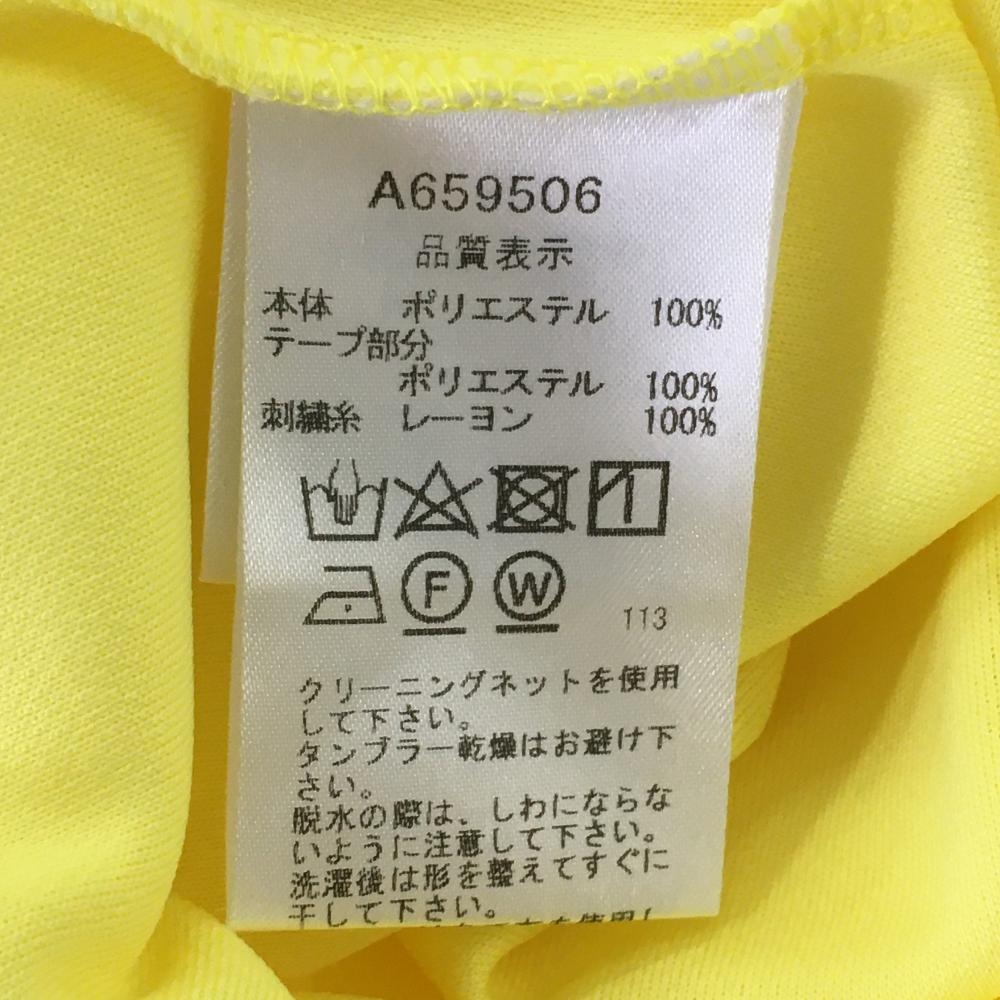 A659506
品質表示
本体 ポリエステル 100%
テープ部分
ポリエステル 100%
刺繍糸 レーヨン 100%
F W 113
クリーニングネットを使用
して下さい。
タンブラー乾燥はお避け下
さい。
脱水の際は、しわにならな
いように注意して下さい。
洗濯後は形を整えてすぐに
干して下さい。
を使用し